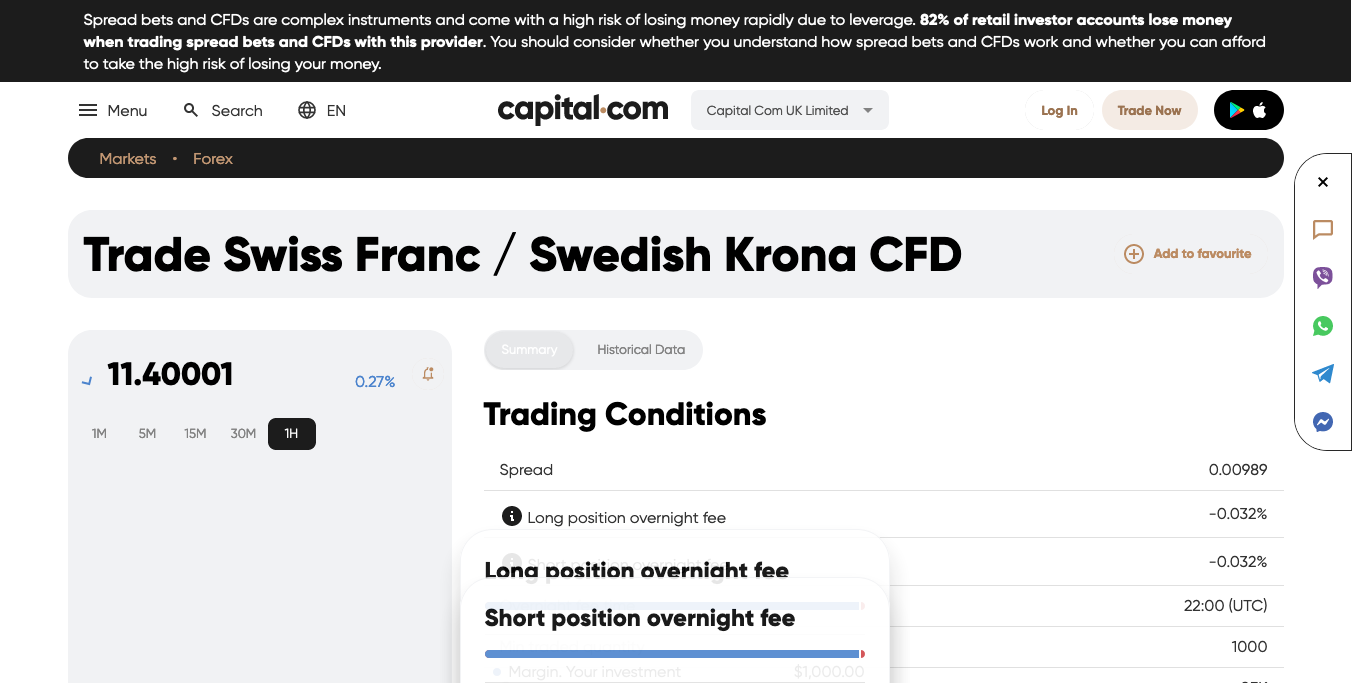 Spread bets and CFDs are complex instruments and come with a high risk of losing money rapidly due to leverage. 82% of retail investor accounts lose money
when trading spread bets and CFDs with this provider. You should consider whether you understand how spread bets and CFDs work and whether you can afford
to take the high risk of losing your money.
Menu Search EN capital.com Capital Com UK Limited Log In Trade Now
Markets • Forex
Trade Swiss Franc / Swedish Krona CFD Add to favourite
11.40001 0.27%
1M 5M 15M 30M 1H
Summary Historical Data
Trading Conditions
Spread 0.00989
Long position overnight fee -0.032%
Short position overnight fee -0.032%
22:00 (UTC)
1000
Long position overnight fee
Short position overnight fee
Margin. Your investment $1,000.00